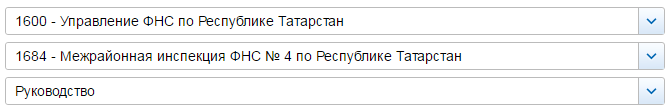 1600 - Управление ФНС по Республике Татарстан
1684 - Межрайонная инспекция ФНС № 4 по Республике Татарстан
Руководство